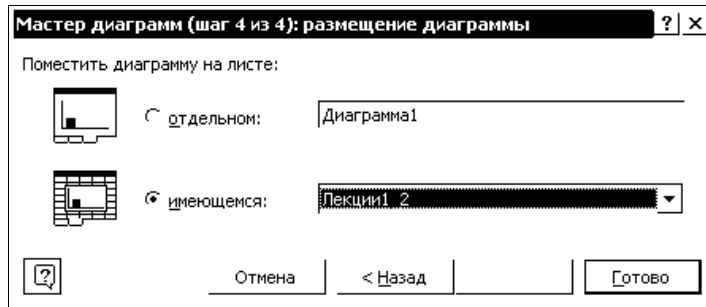 Мастер диаграмм (шаг 4 из 4): размещение диаграммы
Поместить диаграмму на листе:
отдельном: Диаграмма1
имеющемся: Лекции1_2
Отмена < Назад Готово